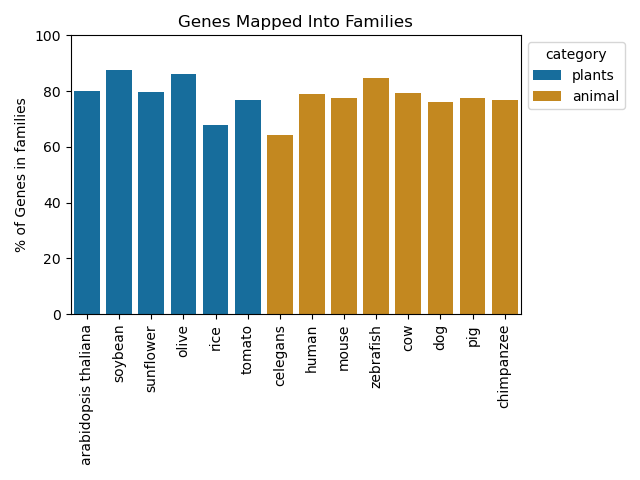 Genes Mapped Into Families
% of Genes in families
100
80
60
40
20
0
arabidopsis thaliana
soybean
sunflower
olive
rice
tomato
celegans
human
mouse
zebrafish
cow
dog
pig
chimpanzee
category
plants
animal